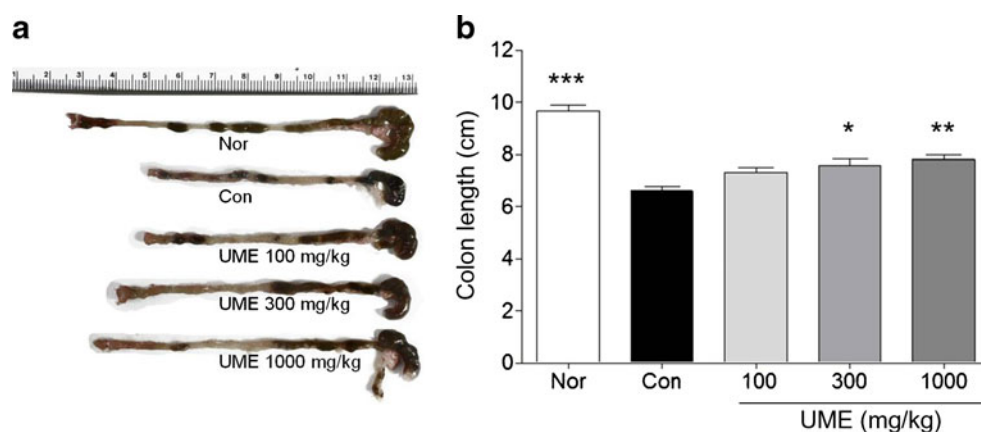 a
1 2 3 4 5 6 7 8 9 10 11 12 13
Nor
Con
UME 100 mg/kg
UME 300 mg/kg
UME 1000 mg/kg
b
Colon length (cm)
12
10
8
6
4
2
0
***
*
**
Nor Con 100 300 1000
UME (mg/kg)